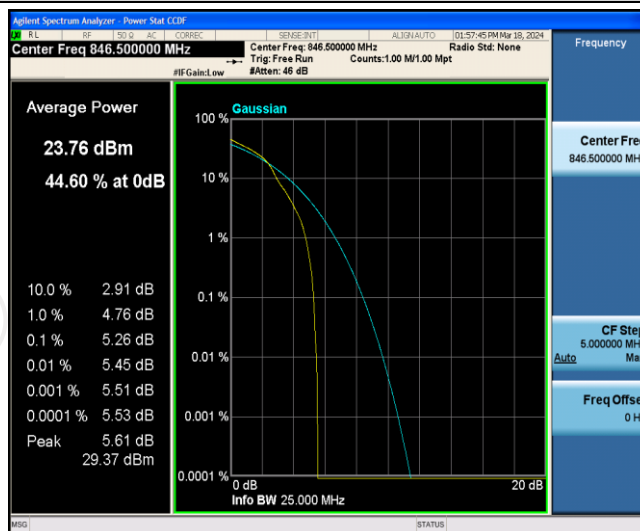 Agilent Spectrum Analyzer - Power Stat CCDF
RL RF 50 Ω AC CORREC SENSE:INT ALIGNAUTO 01:57:45 PM Mar 18, 2024
Center Freq 846.500000 MHz
Center Freq: 846.500000 MHz Radio Std: None
Trig: Free Run Counts:1.00 M/1.00 Mpt
#IFGain:Low #Atten: 46 dB
Frequency
Average Power
23.76 dBm
44.60 % at 0dB
10.0 % 2.91 dB
1.0 % 4.76 dB
0.1 % 5.26 dB
0.01 % 5.45 dB
0.001 % 5.51 dB
0.0001 % 5.53 dB
Peak 5.61 dB
29.37 dBm
Gaussian
100 %
10 %
1 %
0.1 %
0.01 %
0.001 %
0.0001 %
0 dB 20 dB
Info BW 25.000 MHz
Center Fre
846.500000 MH
CF Step
5.000000 MH
Auto Ma
Freq Offse
0 H
MSG STATUS